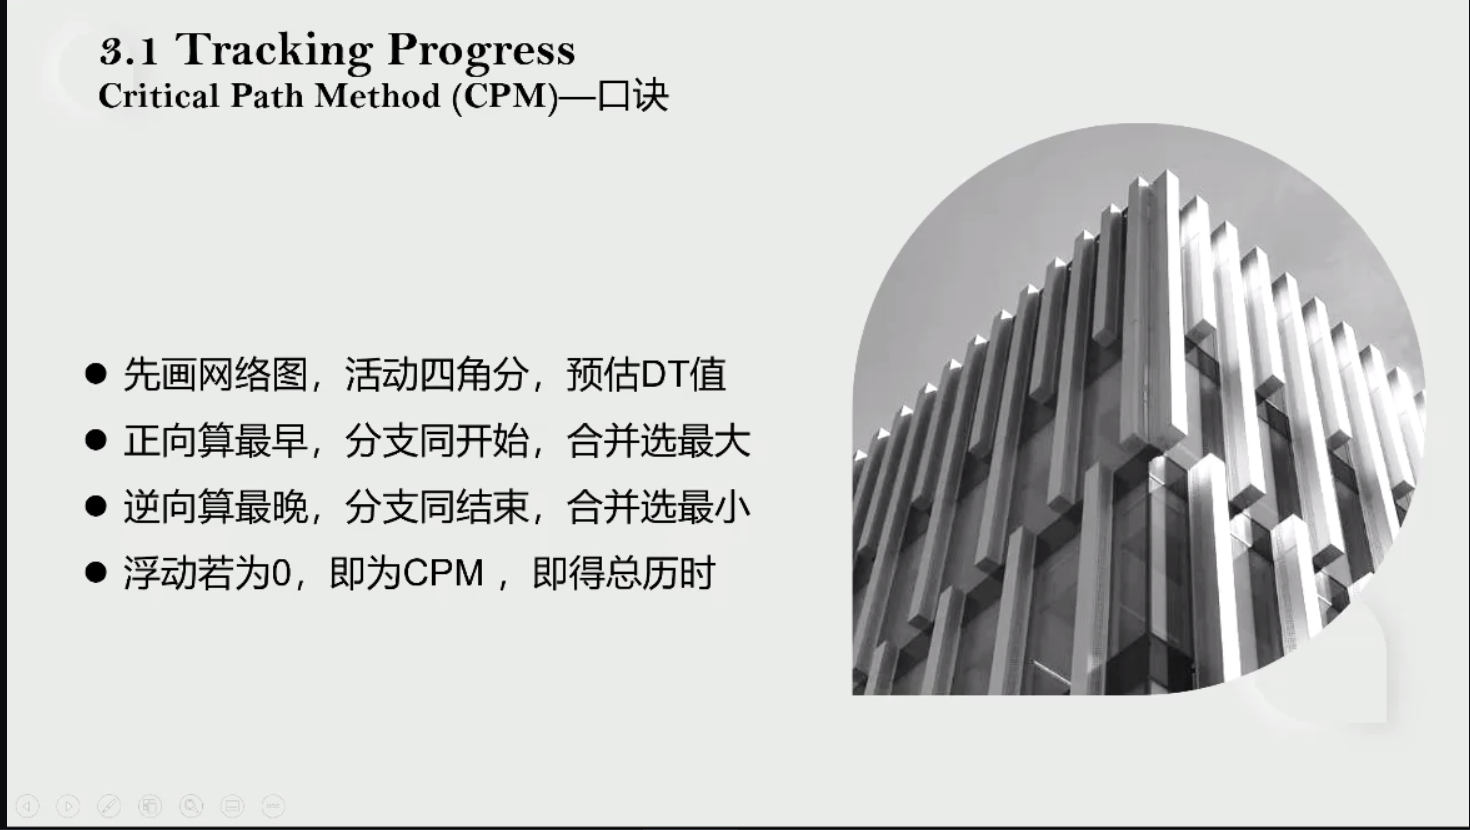 3.1 Tracking Progress
Critical Path Method (CPM)—口诀
● 先画网络图，活动四角分，预估DT值
● 正向算最早，分支同开始，合并选最大
● 逆向算最晚，分支同结束，合并选最小
● 浮动若为0，即为CPM ，即得总历时